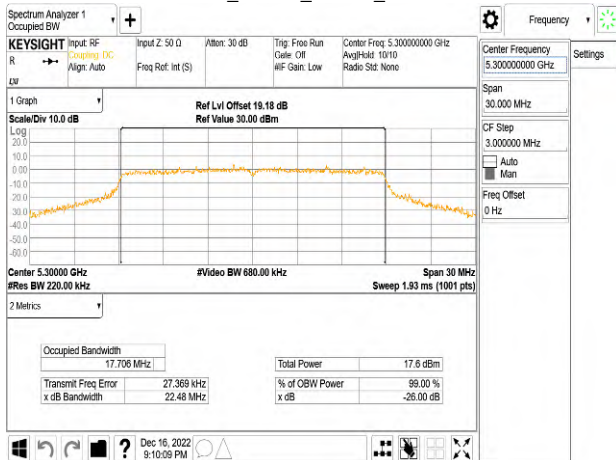 Spectrum Analyzer 1
Occupied BW
Frequency
KEYSIGHT
R
Input: RF
Coupling: DC
Align: Auto
Input Z: 50 Ω
Freq Ref: Int (S)
Atten: 30 dB
Trig: Free Run
Gate: Off
#IF Gain: Low
Center Freq: 5.300000000 GHz
Avg|Hold: 10/10
Radio Std: None
Center Frequency
5.300000000 GHz
Settings
Span
30.000 MHz
CF Step
3.000000 MHz
Auto
Man
Freq Offset
0 Hz
1 Graph
Scale/Div 10.0 dB
Ref Lvl Offset 19.18 dB
Ref Value 30.00 dBm
Log
20.0
10.0
0.00
-10.0
-20.0
-30.0
-40.0
-50.0
-60.0
Center 5.30000 GHz
#Video BW 680.00 kHz
Span 30 MHz
#Res BW 220.00 kHz
Sweep 1.93 ms (1001 pts)
2 Metrics
Occupied Bandwidth
17.706 MHz
Total Power 17.6 dBm
Transmit Freq Error 27.369 kHz
% of OBW Power 99.00 %
x dB Bandwidth 22.48 MHz
x dB -26.00 dB
?
Dec 16, 2022
9:10:09 PM